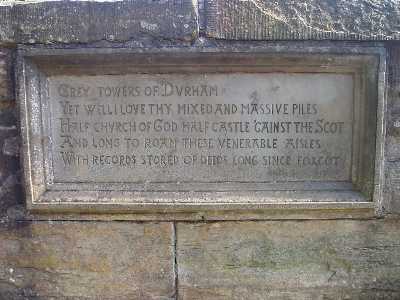 GREY TOWERS OF DVRHAM
YET WELL I LOVE THY MIXED AND MASSIVE PILES
HALF CHURCH OF GOD HALF CASTLE 'GAINST THE SCOT
AND LONG TO ROAM THESE VENERABLE AISLES
WITH RECORDS STORED OF DEEDS LONG SINCE FORGOT